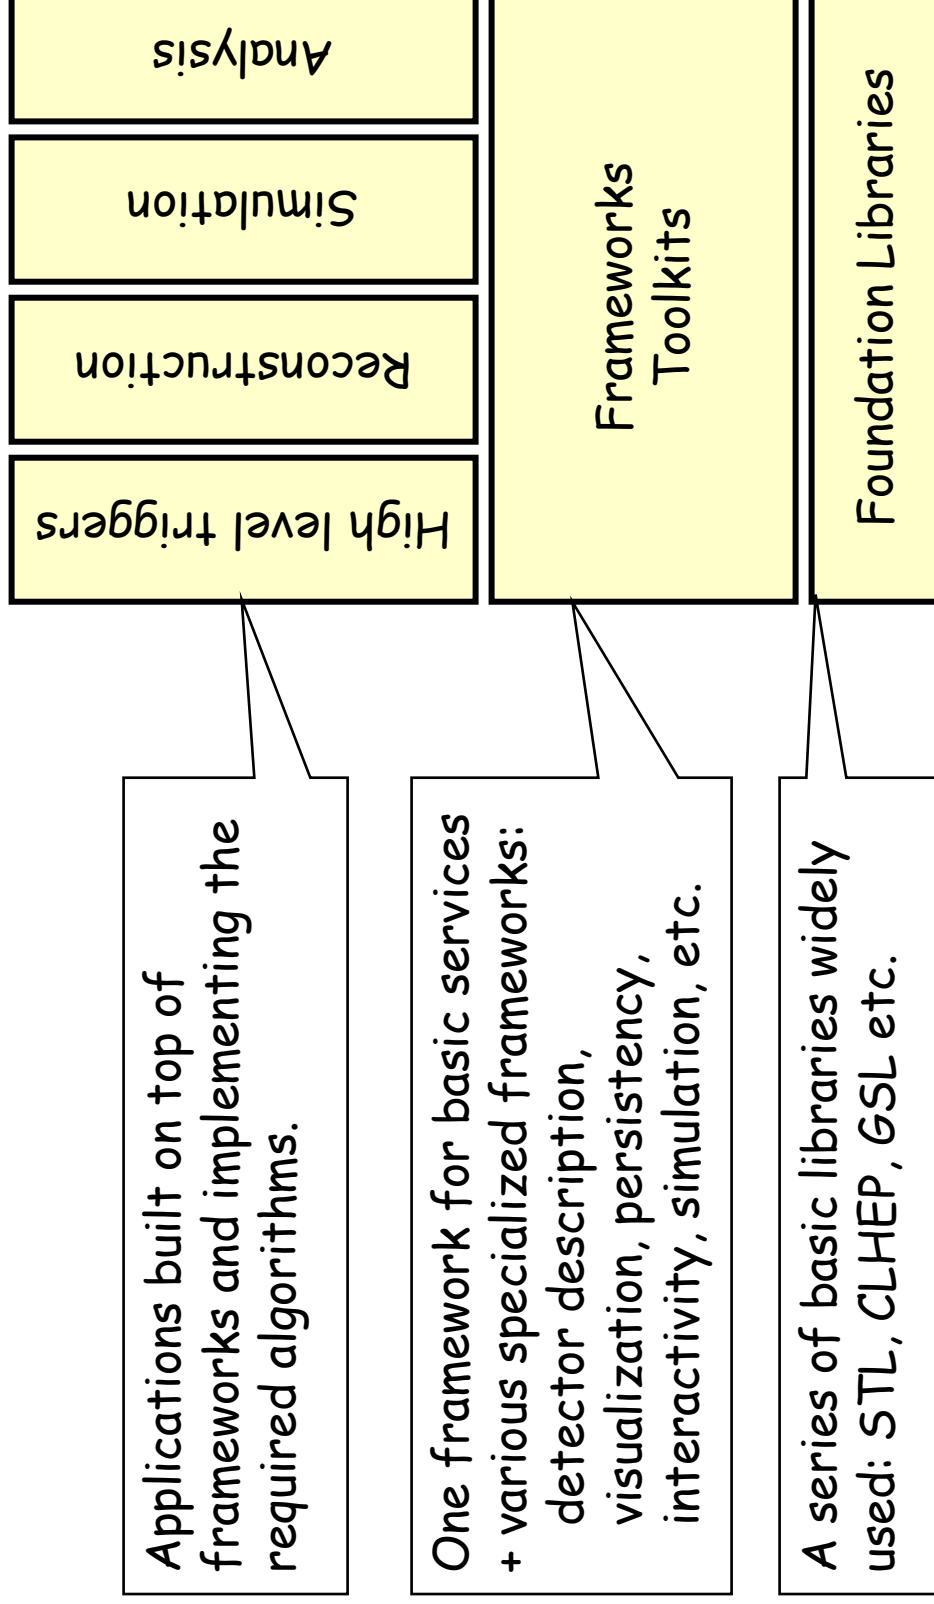 High level triggers
Reconstruction
Simulation
Analysis
Frameworks
Toolkits
Foundation Libraries
Applications built on top of
frameworks and implementing the
required algorithms.
One framework for basic services
+ various specialized frameworks:
detector description,
visualization, persistency,
interactivity, simulation, etc.
A series of basic libraries widely
used: STL, CLHEP, GSL etc.